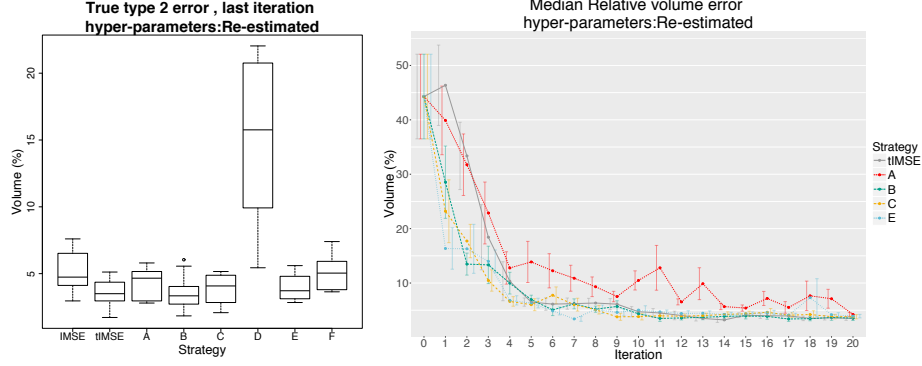 True type 2 error , last iteration
hyper-parameters:Re-estimated
Volume (%)
20
15
10
5
IMSE tIMSE A B C D E F
Strategy
Median Relative volume error
hyper-parameters:Re-estimated
Volume (%)
50
40
30
20
10
0 1 2 3 4 5 6 7 8 9 10 11 12 13 14 15 16 17 18 19 20
Iteration
Strategy
tIMSE
A
B
C
E